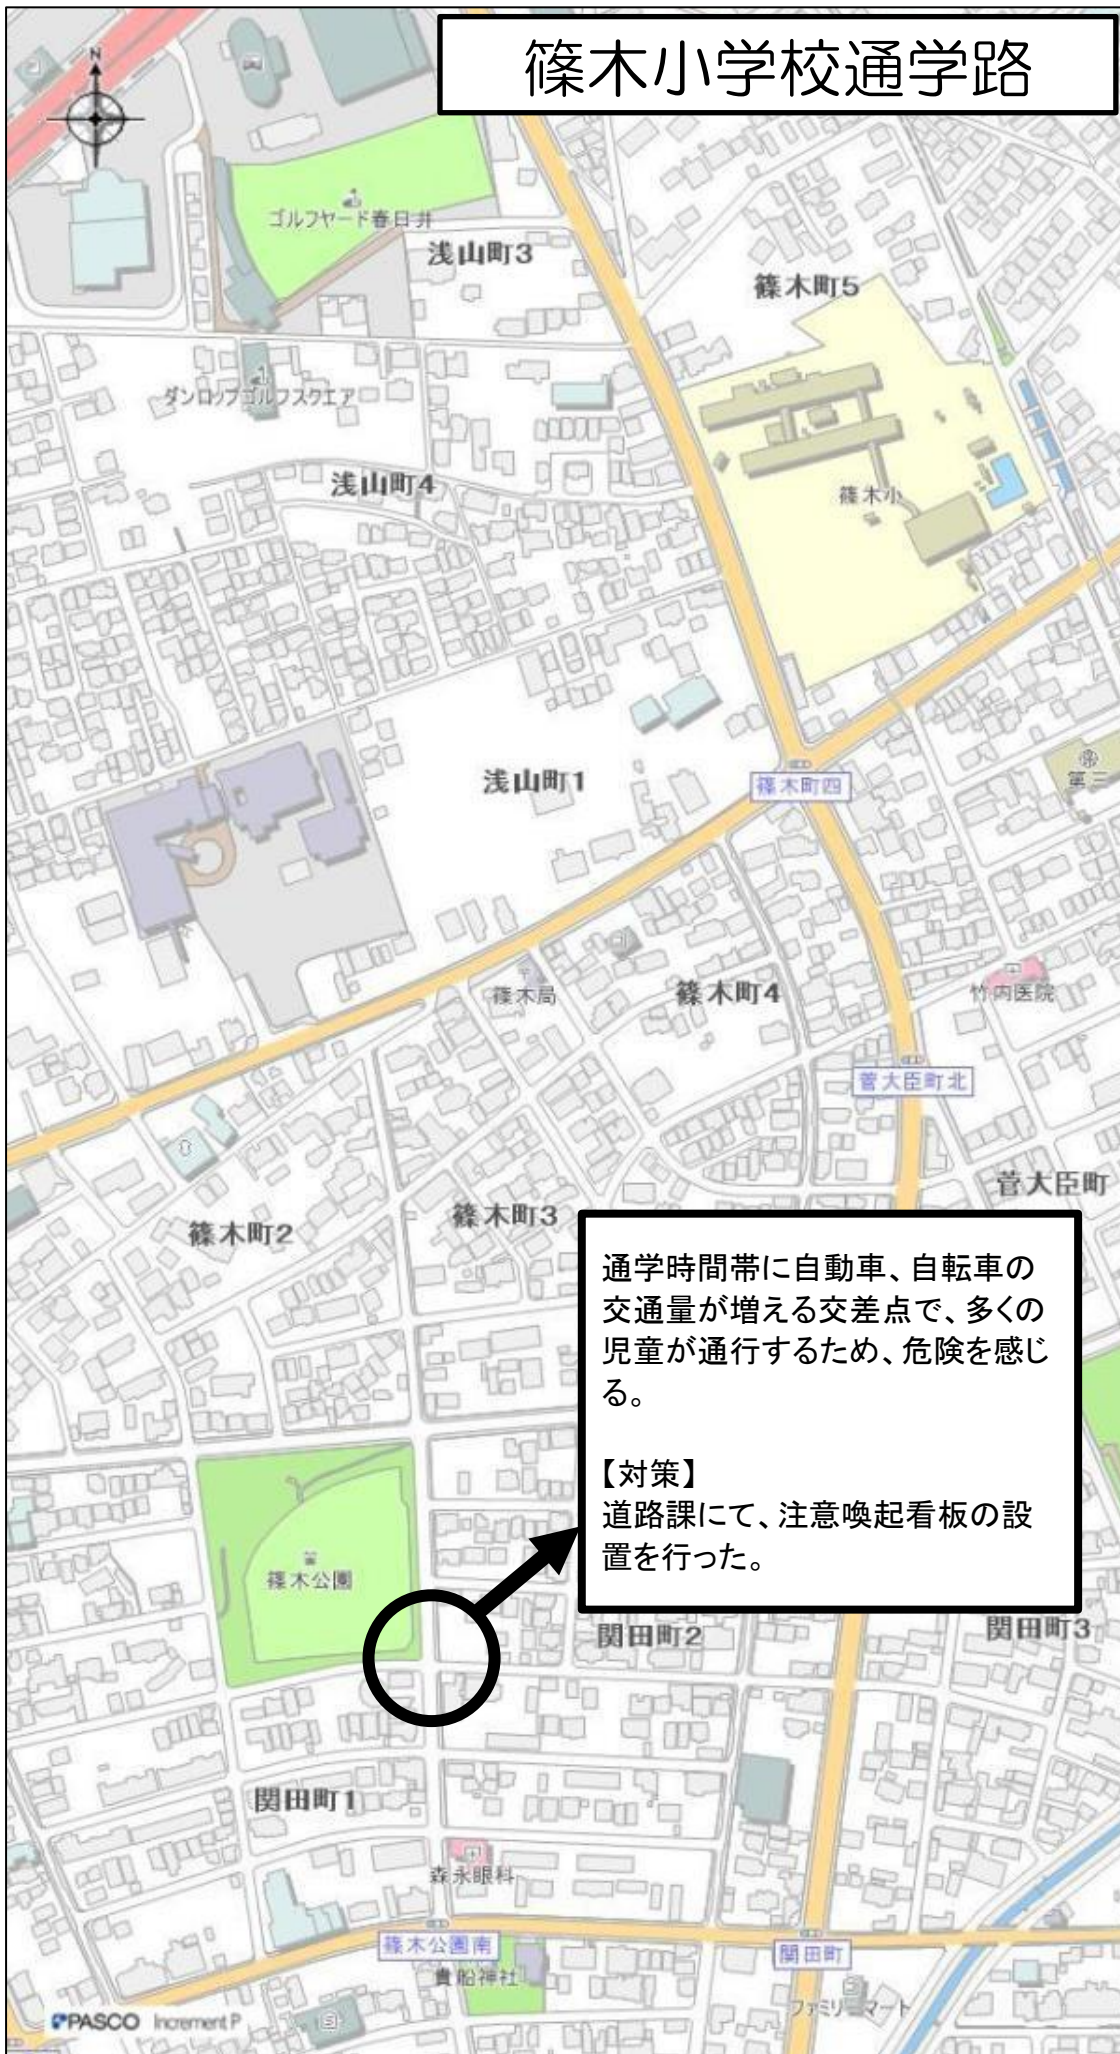 篠木小学校通学路
N
ゴルフヤード春日井
浅山町3
篠木町5
ダンロップゴルフスクエア
浅山町4
篠木小
浅山町1
篠木町四
第三
篠木局
篠木町4
竹内医院
菅大臣町北
菅大臣町
篠木町2
篠木町3
通学時間帯に自動車、自転車の
交通量が増える交差点で、多くの
児童が通行するため、危険を感じ
る。
【対策】
道路課にて、注意喚起看板の設
置を行った。
篠木公園
関田町2
関田町3
関田町1
森永眼科
篠木公園南
関田町
貴船神社
ファミリーマート
PASCO Increment P